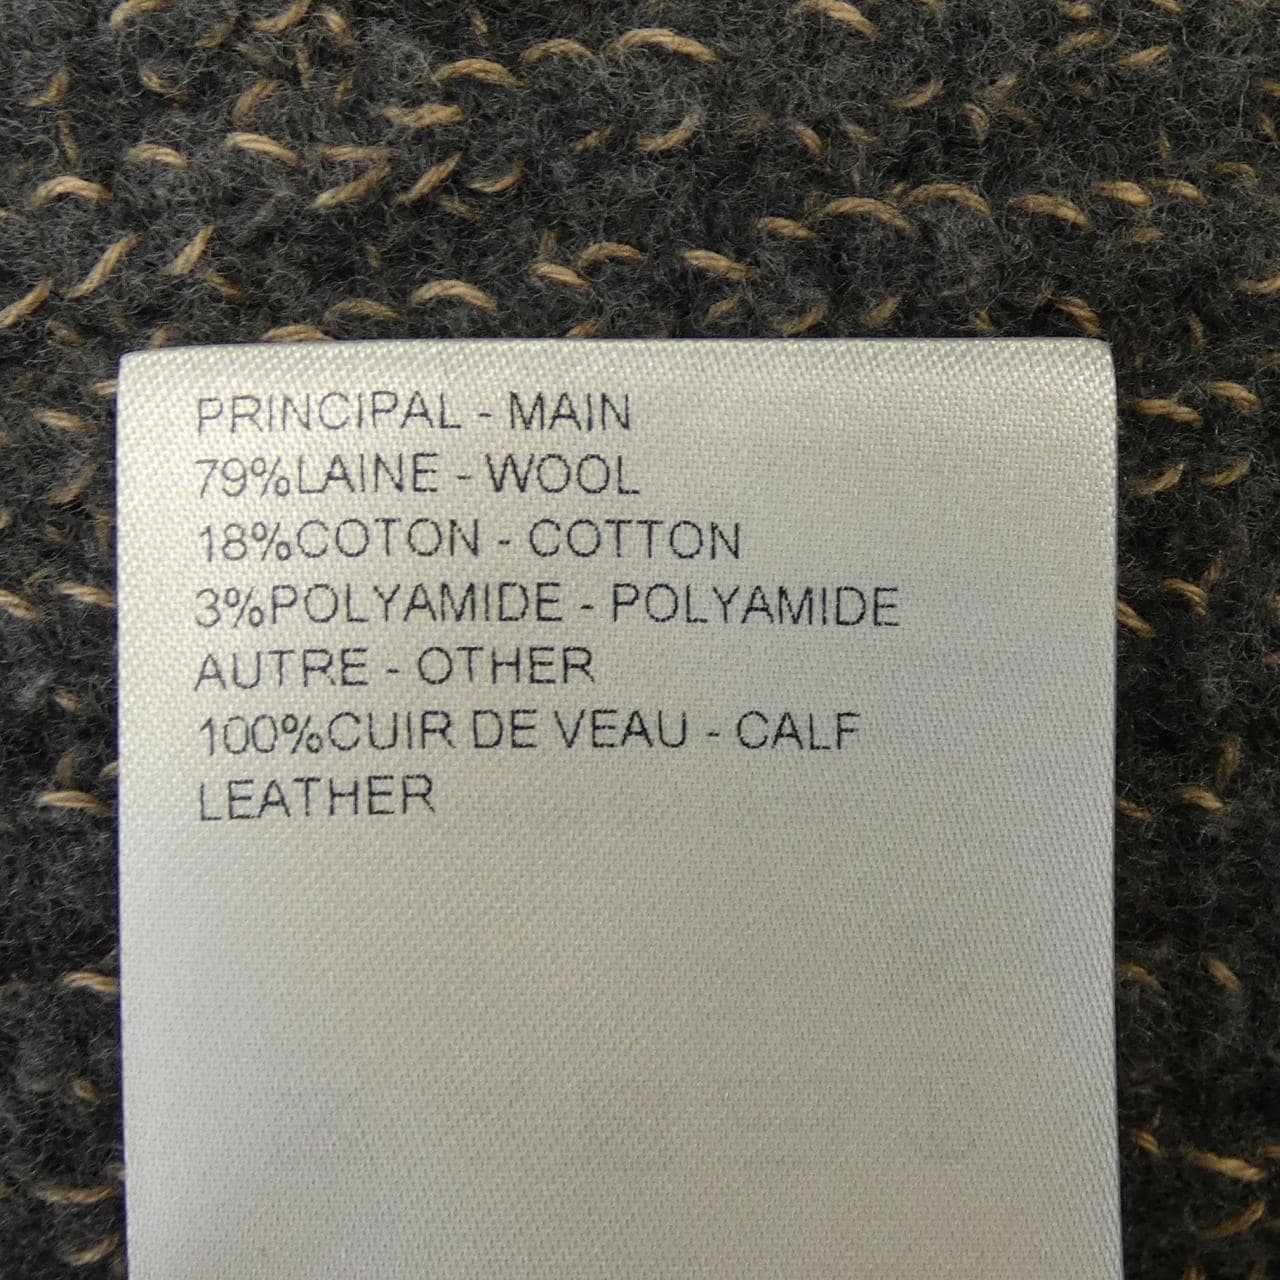 PRINCIPAL - MAIN
79%LAINE - WOOL
18%COTON - COTTON
3%POLYAMIDE - POLYAMIDE
AUTRE - OTHER
100%CUIR DE VEAU - CALF
LEATHER